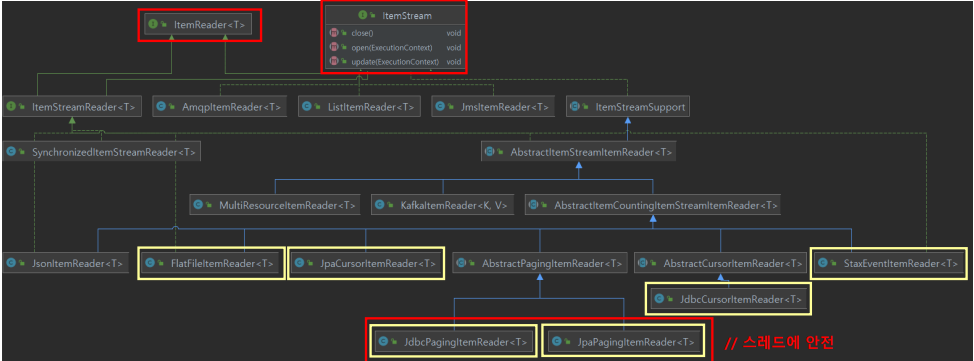 ItemReader<T>
ItemStream
close() void
open(ExecutionContext) void
update(ExecutionContext) void
ItemStreamReader<T>
AmqpItemReader<T>
ListItemReader<T>
JmsItemReader<T>
ItemStreamSupport
SynchronizedItemStreamReader<T>
AbstractItemStreamItemReader<T>
MultiResourceItemReader<T>
KafkaItemReader<K, V>
AbstractItemCountingItemStreamItemReader<T>
JsonItemReader<T>
FlatFileItemReader<T>
JpaCursorItemReader<T>
AbstractPagingItemReader<T>
AbstractCursorItemReader<T>
StaxEventItemReader<T>
JdbcCursorItemReader<T>
JdbcPagingItemReader<T>
JpaPagingItemReader<T>
// 스레드에 안전